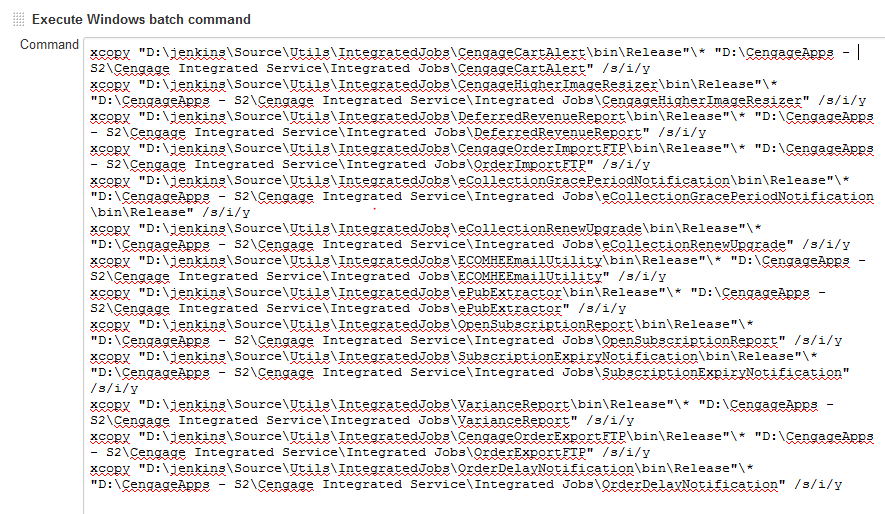 Execute Windows batch command
Command
xcopy "D:\jenkins\Source\Utils\IntegratedJobs\CengageCartAlert\bin\Release"\* "D:\CengageApps -
S2\Cengage Integrated Service\Integrated Jobs\CengageCartAlert" /s/i/y
xcopy "D:\jenkins\Source\Utils\IntegratedJobs\CengageHigherImageResizer\bin\Release"\*
"D:\CengageApps - S2\Cengage Integrated Service\Integrated Jobs\CengageHigherImageResizer" /s/i/y
xcopy "D:\jenkins\Source\Utils\IntegratedJobs\DeferredRevenueReport\bin\Release"\* "D:\CengageApps
- S2\Cengage Integrated Service\Integrated Jobs\DeferredRevenueReport" /s/i/y
xcopy "D:\jenkins\Source\Utils\IntegratedJobs\CengageOrderImportFTP\bin\Release"\* "D:\CengageApps
- S2\Cengage Integrated Service\Integrated Jobs\OrderImportFTP" /s/i/y
xcopy "D:\jenkins\Source\Utils\IntegratedJobs\eCollectionGracePeriodNotification\bin\Release"\*
"D:\CengageApps - S2\Cengage Integrated Service\Integrated Jobs\eCollectionGracePeriodNotification
\bin\Release" /s/i/y
xcopy "D:\jenkins\Source\Utils\IntegratedJobs\eCollectionRenewUpgrade\bin\Release"\*
"D:\CengageApps - S2\Cengage Integrated Service\Integrated Jobs\eCollectionRenewUpgrade" /s/i/y
xcopy "D:\jenkins\Source\Utils\IntegratedJobs\ECOMHEEmailUtility\bin\Release"\* "D:\CengageApps -
S2\Cengage Integrated Service\Integrated Jobs\ECOMHEEmailUtility" /s/i/y
xcopy "D:\jenkins\Source\Utils\IntegratedJobs\ePubExtractor\bin\Release"\* "D:\CengageApps -
S2\Cengage Integrated Service\Integrated Jobs\ePubExtractor" /s/i/y
xcopy "D:\jenkins\Source\Utils\IntegratedJobs\OpenSubscriptionReport\bin\Release"\*
"D:\CengageApps - S2\Cengage Integrated Service\Integrated Jobs\OpenSubscriptionReport" /s/i/y
xcopy "D:\jenkins\Source\Utils\IntegratedJobs\SubscriptionExpiryNotification\bin\Release"\*
"D:\CengageApps - S2\Cengage Integrated Service\Integrated Jobs\SubscriptionExpiryNotification"
/s/i/y
xcopy "D:\jenkins\Source\Utils\IntegratedJobs\VarianceReport\bin\Release"\* "D:\CengageApps -
S2\Cengage Integrated Service\Integrated Jobs\VarianceReport" /s/i/y
xcopy "D:\jenkins\Source\Utils\IntegratedJobs\CengageOrderExportFTP\bin\Release"\* "D:\CengageApps
- S2\Cengage Integrated Service\Integrated Jobs\OrderExportFTP" /s/i/y
xcopy "D:\jenkins\Source\Utils\IntegratedJobs\OrderDelayNotification\bin\Release"\*
"D:\CengageApps - S2\Cengage Integrated Service\Integrated Jobs\OrderDelayNotification" /s/i/y